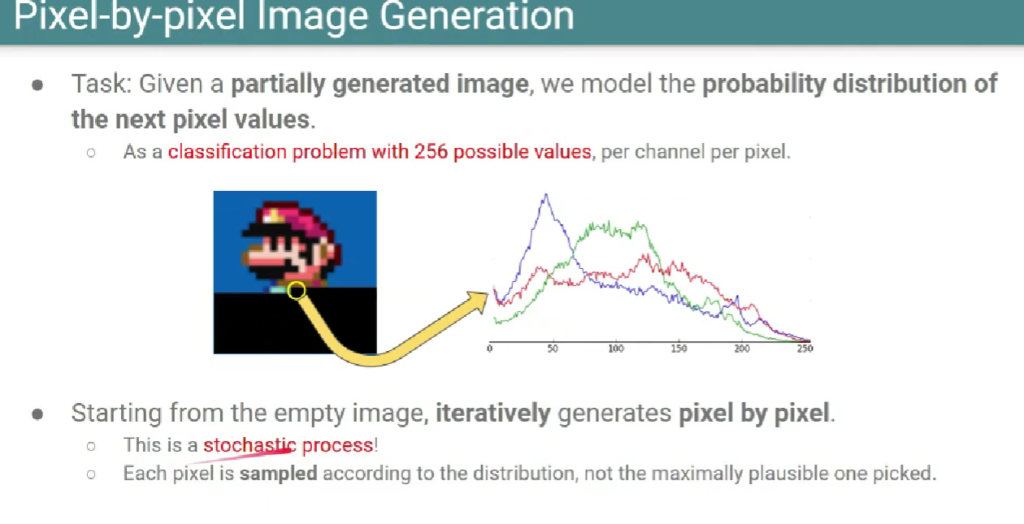 Pixel-by-pixel Image Generation
● Task: Given a partially generated image, we model the probability distribution of
the next pixel values.
○ As a classification problem with 256 possible values, per channel per pixel.
0 50 100 150 200 250
● Starting from the empty image, iteratively generates pixel by pixel.
○ This is a stochastic process!
○ Each pixel is sampled according to the distribution, not the maximally plausible one picked.